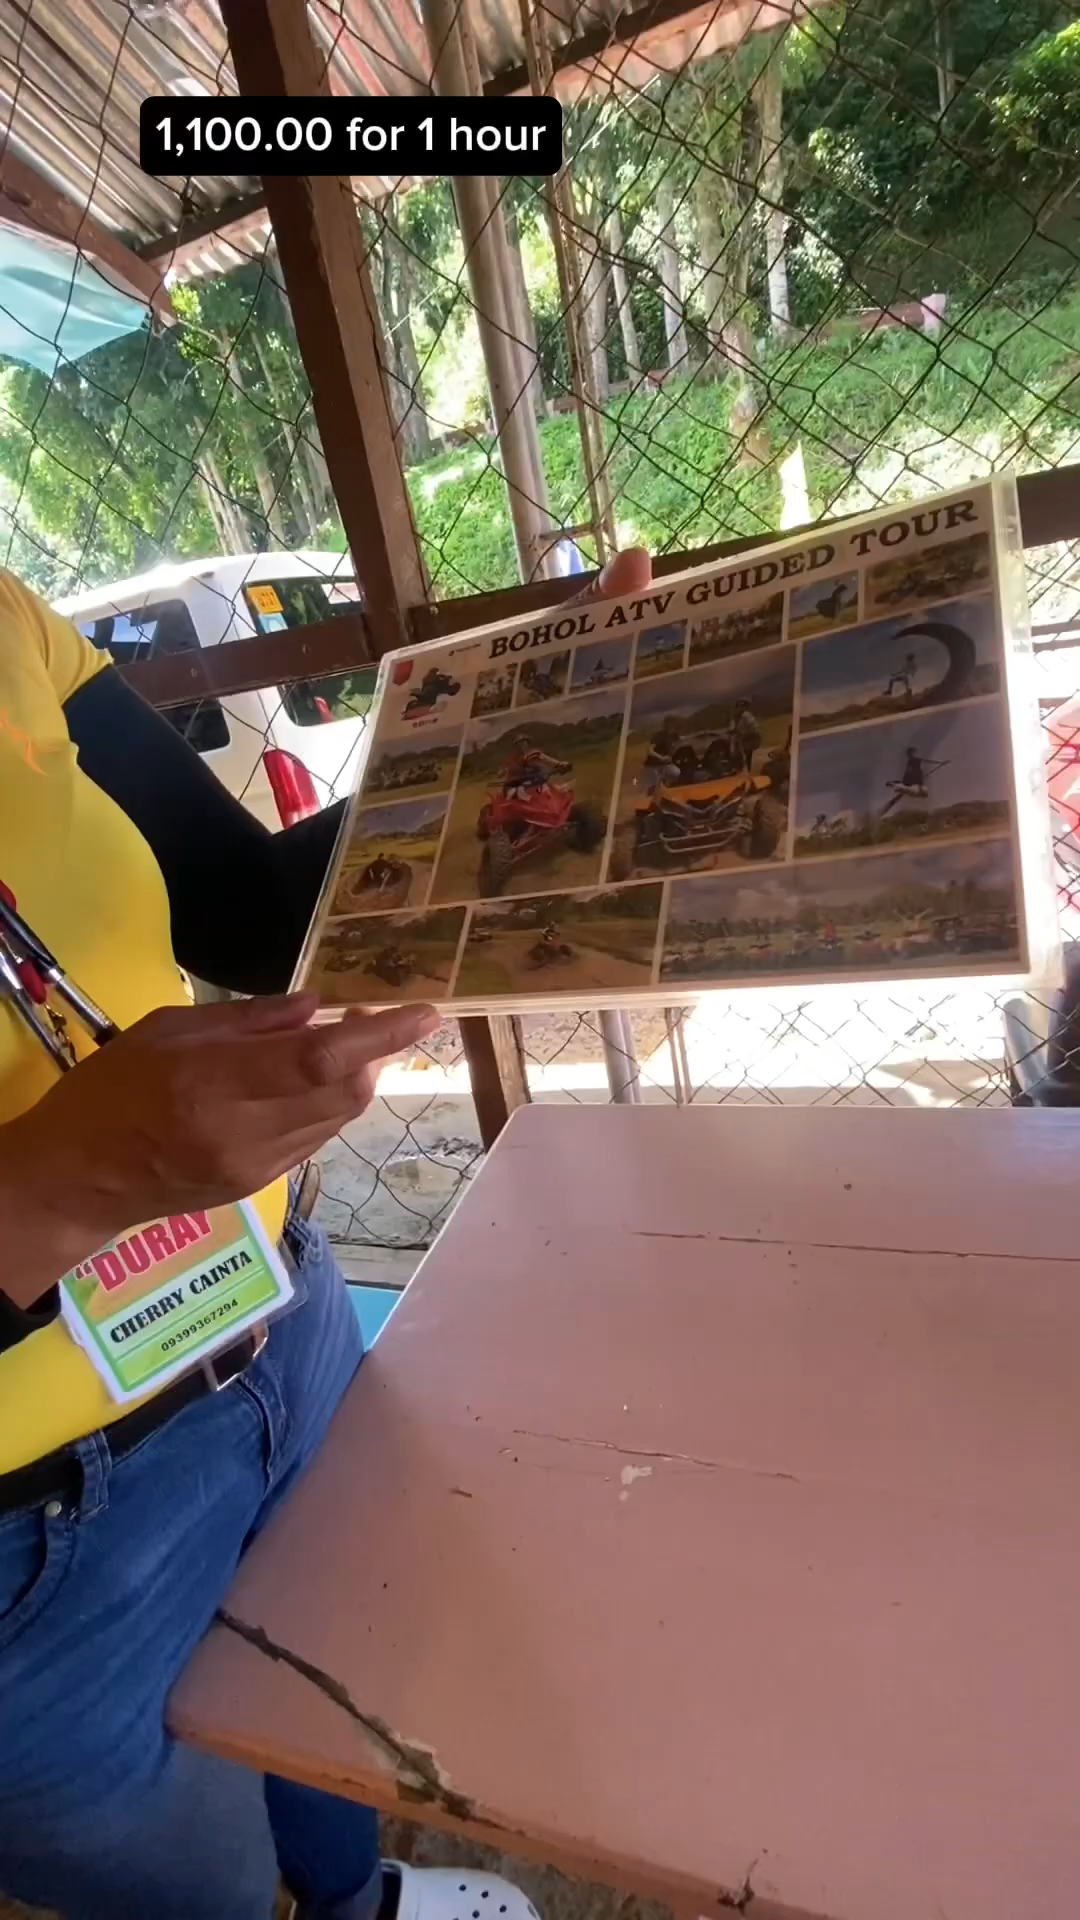 1,100.00 for 1 hour
BOHOL ATV GUIDED TOUR
"DURAY"
CHERRY CAINTA
09399367294